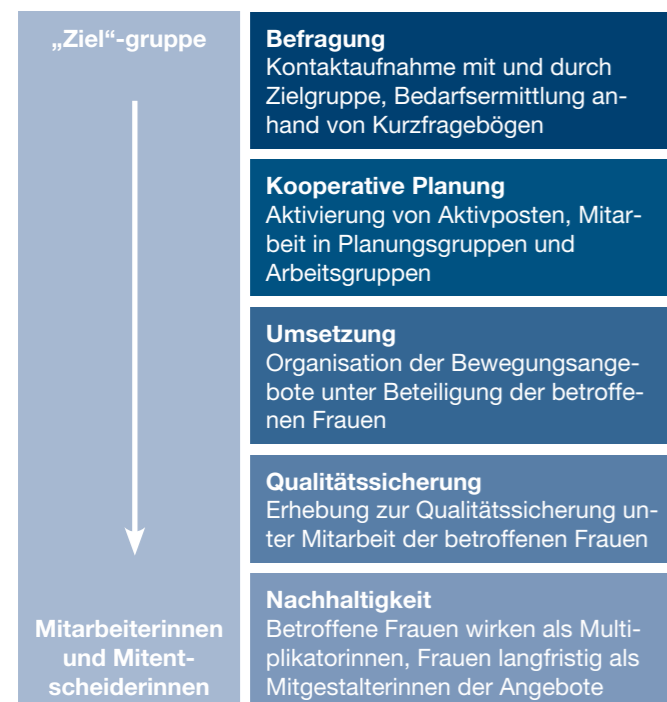 „Ziel“-gruppe
Befragung
Kontaktaufnahme mit und durch
Zielgruppe, Bedarfsermittlung an-
hand von Kurzfragebögen
Kooperative Planung
Aktivierung von Aktivposten, Mitar-
beit in Planungsgruppen und
Arbeitsgruppen
Umsetzung
Organisation der Bewegungsange-
bote unter Beteiligung der betroffe-
nen Frauen
Qualitätssicherung
Erhebung zur Qualitätssicherung un-
ter Mitarbeit der betroffenen Frauen
Nachhaltigkeit
Betroffene Frauen wirken als Multi-
plikatorinnen, Frauen langfristig als
Mitgestalterinnen der Angebote
Mitarbeiterinnen
und Mitent-
scheiderinnen